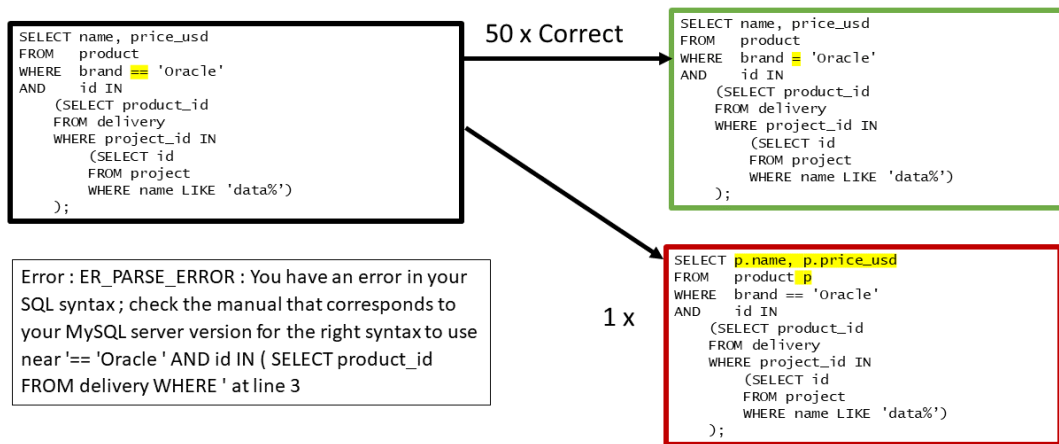 SELECT name, price_usd
FROM   product
WHERE  brand == 'Oracle'
AND    id IN
    (SELECT product_id
    FROM delivery
    WHERE project_id IN
        (SELECT id
        FROM project
        WHERE name LIKE 'data%’)
    );
50 x Correct
SELECT name, price_usd
FROM   product
WHERE  brand = 'Oracle'
AND    id IN
    (SELECT product_id
    FROM delivery
    WHERE project_id IN
        (SELECT id
        FROM project
        WHERE name LIKE 'data%’)
    );
Error : ER_PARSE_ERROR : You have an error in your
SQL syntax ; check the manual that corresponds to
your MySQL server version for the right syntax to use
near '== 'Oracle ' AND id IN ( SELECT product_id
FROM delivery WHERE ' at line 3
1 x
SELECT p.name, p.price_usd
FROM   product p
WHERE  brand == 'Oracle'
AND    id IN
    (SELECT product_id
    FROM delivery
    WHERE project_id IN
        (SELECT id
        FROM project
        WHERE name LIKE 'data%’)
    );